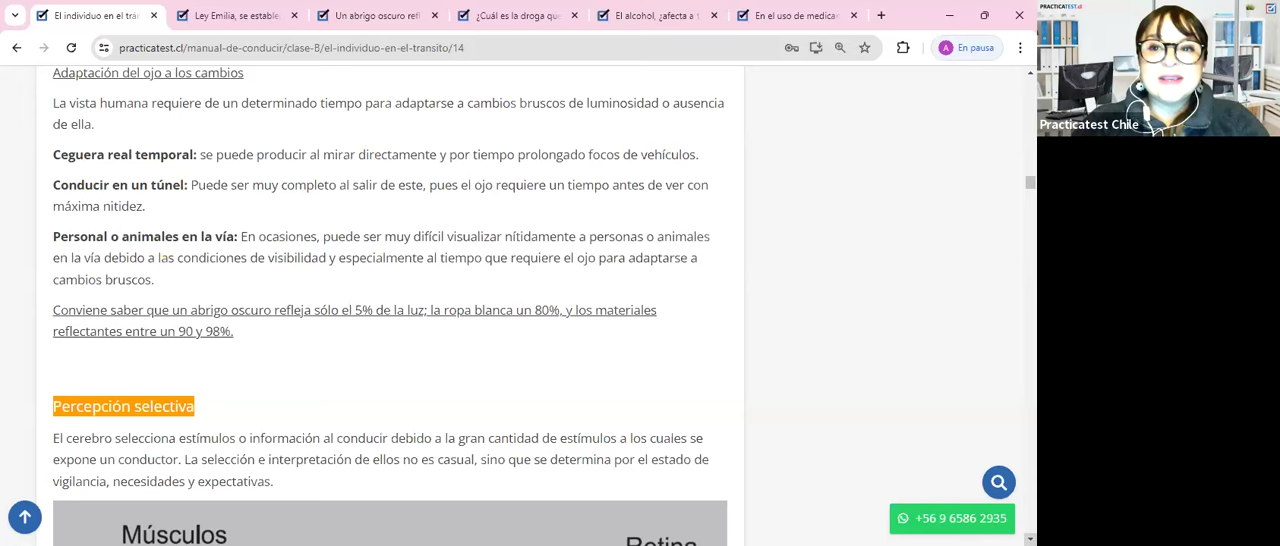 El individuo en el trán
Ley Emilia, se estable
Un abrigo oscuro refl
¿Cuál es la droga que
El alcohol, ¿afecta a t
En el uso de medicar
practicatest.cl/manual-de-conducir/clase-B/el-individuo-en-el-transito/14
A En pausa
PRACTICATEST.cl
Practicatest Chile
Adaptación del ojo a los cambios
La vista humana requiere de un determinado tiempo para adaptarse a cambios bruscos de luminosidad o ausencia
de ella.
Ceguera real temporal: se puede producir al mirar directamente y por tiempo prolongado focos de vehículos.
Conducir en un túnel: Puede ser muy completo al salir de este, pues el ojo requiere un tiempo antes de ver con
máxima nitidez.
Personal o animales en la vía: En ocasiones, puede ser muy difícil visualizar nítidamente a personas o animales
en la vía debido a las condiciones de visibilidad y especialmente al tiempo que requiere el ojo para adaptarse a
cambios bruscos.
Conviene saber que un abrigo oscuro refleja sólo el 5% de la luz; la ropa blanca un 80%, y los materiales
reflectantes entre un 90 y 98%.
Percepción selectiva
El cerebro selecciona estímulos o información al conducir debido a la gran cantidad de estímulos a los cuales se
expone un conductor. La selección e interpretación de ellos no es casual, sino que se determina por el estado de
vigilancia, necesidades y expectativas.
Músculos
Retina
+56 9 6586 2935